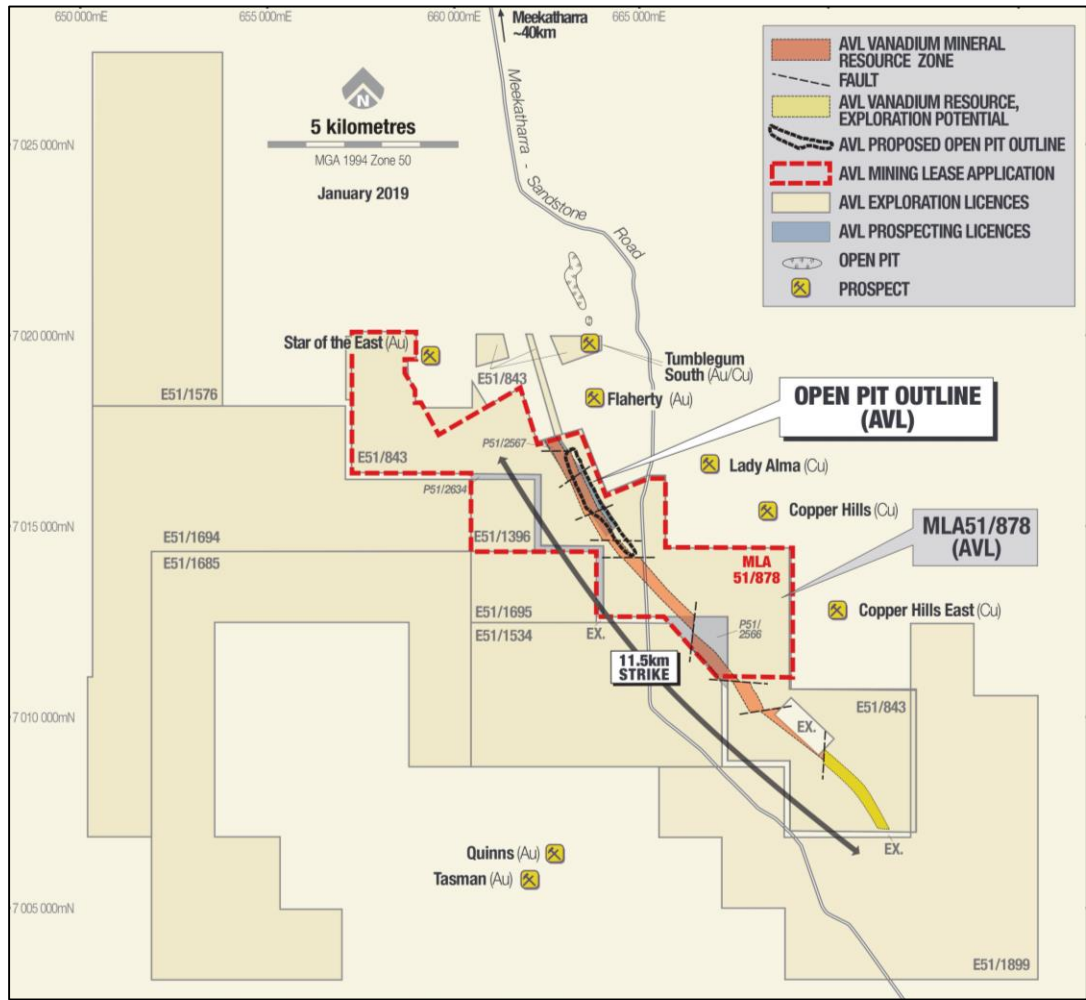 650 000mE
655 000mE
660 000mE
665 000mE
Meekatharra
~40km
N
5 kilometres
MGA 1994 Zone 50
January 2019
Meekatharra - Sandstone Road
AVL VANADIUM MINERAL
RESOURCE ZONE
FAULT
AVL VANADIUM RESOURCE,
EXPLORATION POTENTIAL
AVL PROPOSED OPEN PIT OUTLINE
AVL MINING LEASE APPLICATION
AVL EXPLORATION LICENCES
AVL PROSPECTING LICENCES
OPEN PIT
PROSPECT
7 025 000mN
7 020 000mN
Star of the East (Au)
Tumblegum
South (Au/Cu)
E51/843
E51/1576
Flaherty (Au)
OPEN PIT OUTLINE
(AVL)
P51/2567
E51/843
Lady Alma (Cu)
P51/2634
Copper Hills (Cu)
7 015 000mN
E51/1694
E51/1396
MLA51/878
(AVL)
E51/1685
MLA
51/878
E51/1695
Copper Hills East (Cu)
P51/
2566
E51/1534
EX.
11.5km
STRIKE
7 010 000mN
E51/843
EX.
EX.
Quinns (Au)
Tasman (Au)
7 005 000mN
E51/1899